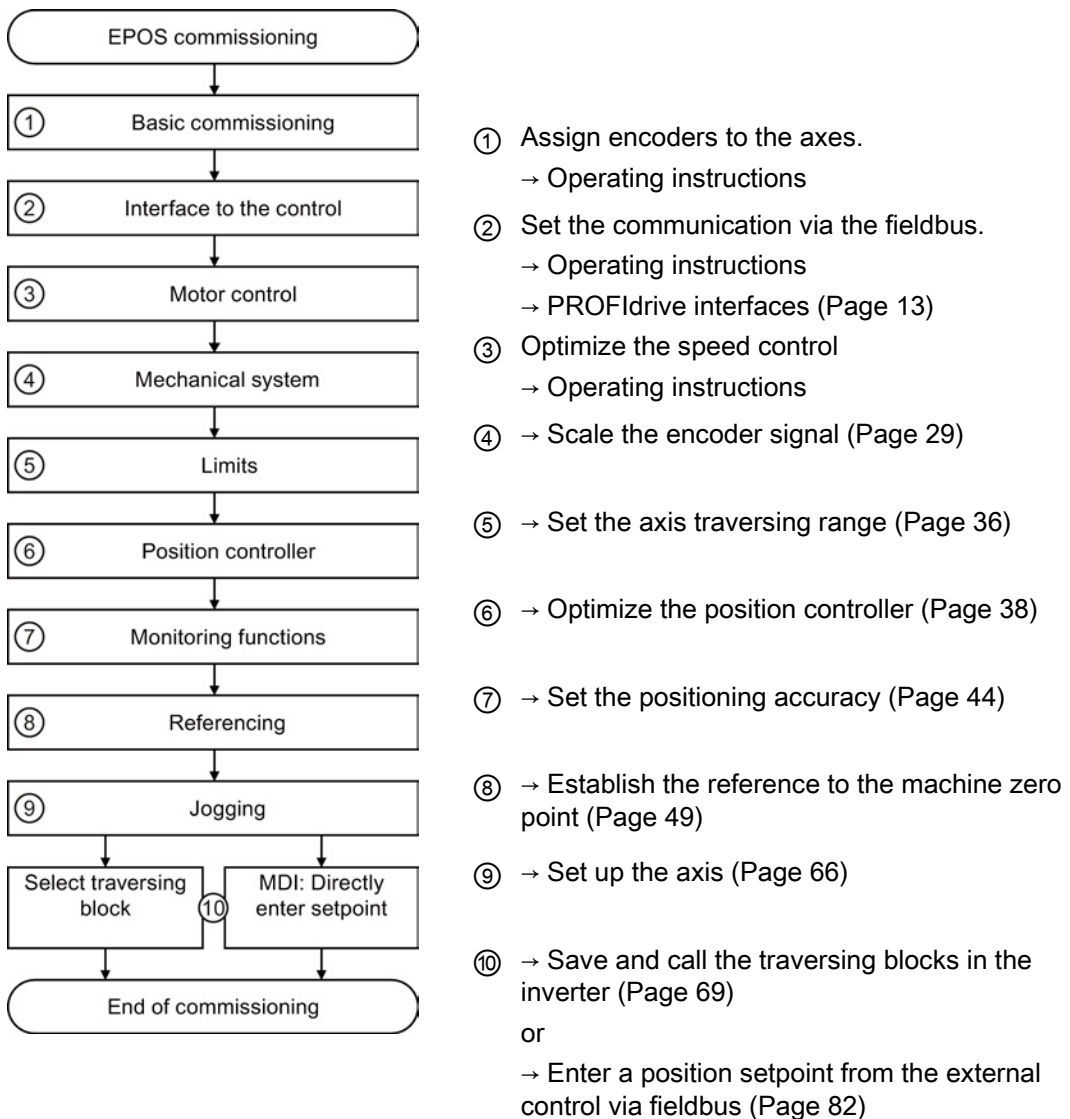 EPOS commissioning
① Basic commissioning
② Interface to the control
③ Motor control
④ Mechanical system
⑤ Limits
⑥ Position controller
⑦ Monitoring functions
⑧ Referencing
⑨ Jogging
Select traversing
block
⑩
MDI: Directly
enter setpoint
End of commissioning
① Assign encoders to the axes.
→ Operating instructions
② Set the communication via the fieldbus.
→ Operating instructions
→ PROFIdrive interfaces (Page 13)
③ Optimize the speed control
→ Operating instructions
④ → Scale the encoder signal (Page 29)
⑤ → Set the axis traversing range (Page 36)
⑥ → Optimize the position controller (Page 38)
⑦ → Set the positioning accuracy (Page 44)
⑧ → Establish the reference to the machine zero
point (Page 49)
⑨ → Set up the axis (Page 66)
⑩ → Save and call the traversing blocks in the
inverter (Page 69)
or
→ Enter a position setpoint from the external
control via fieldbus (Page 82)